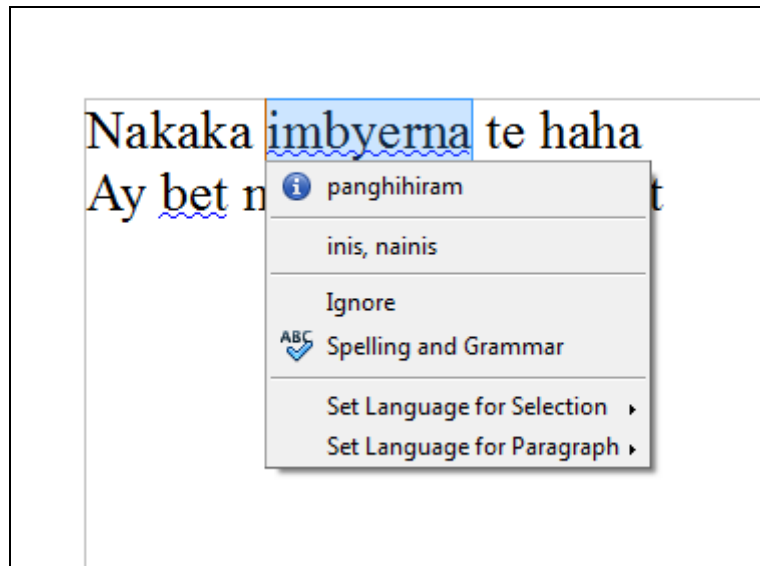 Nakaka imbyerna te haha
Ay bet
panghihiram
inis, nainis
Ignore
ABC Spelling and Grammar
Set Language for Selection
Set Language for Paragraph